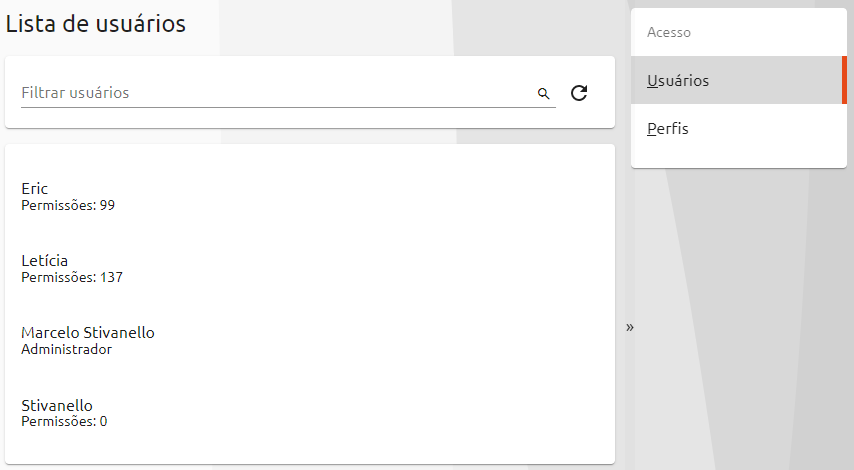 Lista de usuários
Filtrar usuários
Eric
Permissões: 99
Letícia
Permissões: 137
Marcelo Stivanello
Administrador
Stivanello
Permissões: 0
»
Acesso
Usuários
Perfis